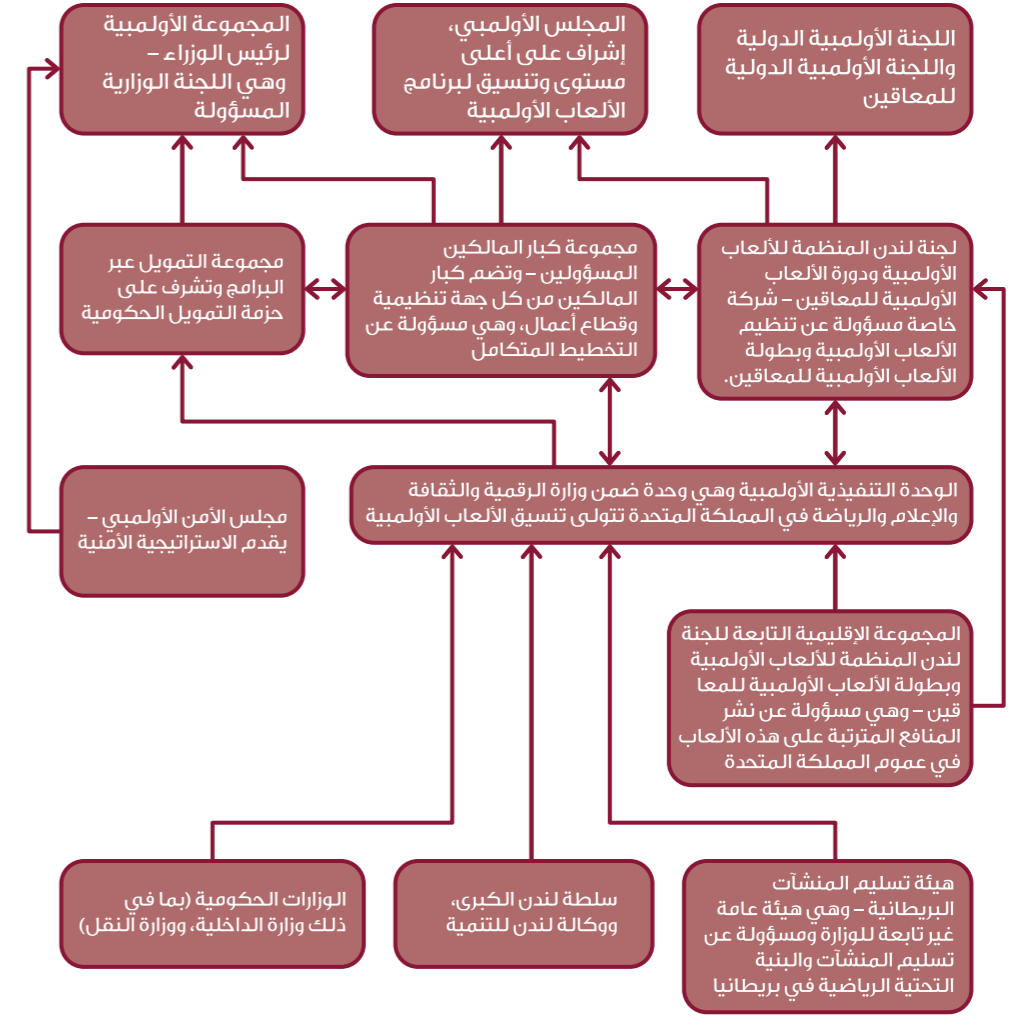 اللجنة الأولمبية الدولية
واللجنة الأولمبية الدولية
للمعاقين
المجلس الأولمبي،
إشراف على أعلى
مستوى وتنسيق لبرنامج
الألعاب الأولمبية
المجموعة الأولمبية
لرئيس الوزراء –
وهي اللجنة الوزارية
المسؤولة
لجنة لندن المنظمة للألعاب
الأولمبية ودورة الألعاب
الأولمبية للمعاقين – شركة
خاصة مسؤولة عن تنظيم
الألعاب الأولمبية وبطولة
الألعاب الأولمبية للمعاقين.
مجموعة كبار المالكين
المسؤولين – وتضم كبار
المالكين من كل جهة تنظيمية
وقطاع أعمال، وهي مسؤولة عن
التخطيط المتكامل
مجموعة التمويل عبر
البرامج وتشرف على
حزمة التمويل الحكومية
الوحدة التنفيذية الأولمبية وهي وحدة ضمن وزارة الرقمية والثقافة
والإعلام والرياضة في المملكة المتحدة تتولى تنسيق الألعاب الأولمبية
مجلس الأمن الأولمبي –
يقدم الاستراتيجية الأمنية
المجموعة الإقليمية التابعة للجنة
لندن المنظمة للألعاب الأولمبية
وبطولة الألعاب الأولمبية للمعا
قين – وهي مسؤولة عن نشر
المنافع المترتبة على هذه الألعاب
في عموم المملكة المتحدة
هيئة تسليم المنشآت
البريطانية – وهي هيئة عامة
غير تابعة للوزارة ومسؤولة عن
تسليم المنشآت والبنية
التحتية الرياضية في بريطانيا
سلطة لندن الكبرى،
ووكالة لندن للتنمية
الوزارات الحكومية (بما في
ذلك وزارة الداخلية، ووزارة النقل)